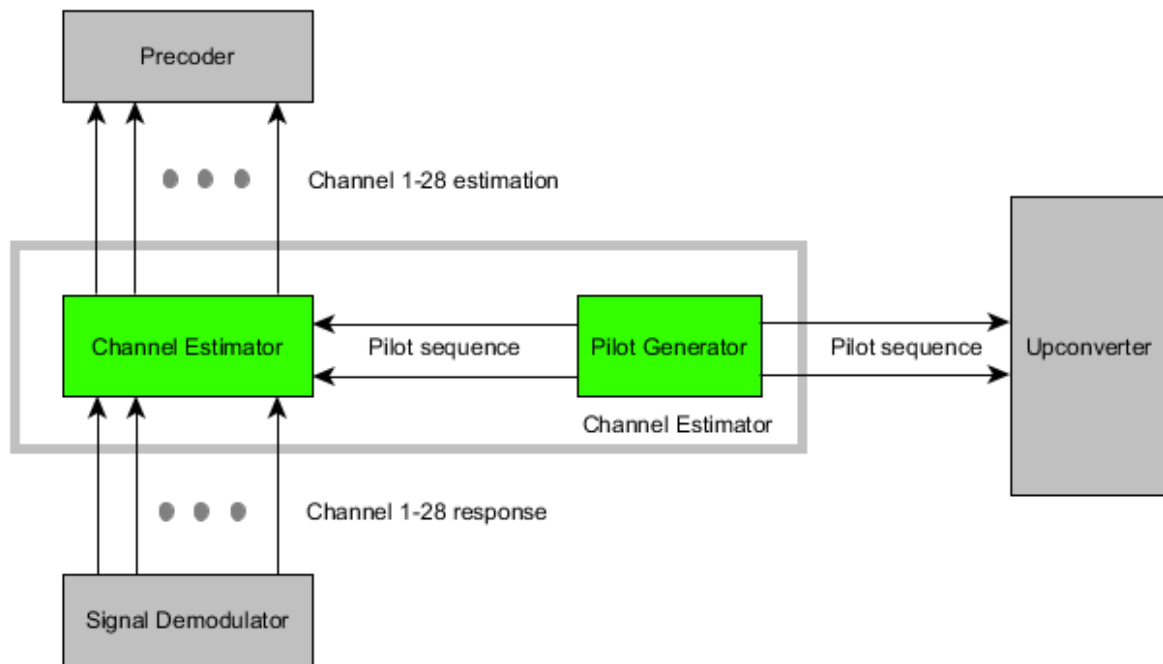 Precoder
Channel 1-28 estimation
Channel Estimator
Pilot sequence
Pilot Generator
Pilot sequence
Upconverter
Channel Estimator
Channel 1-28 response
Signal Demodulator